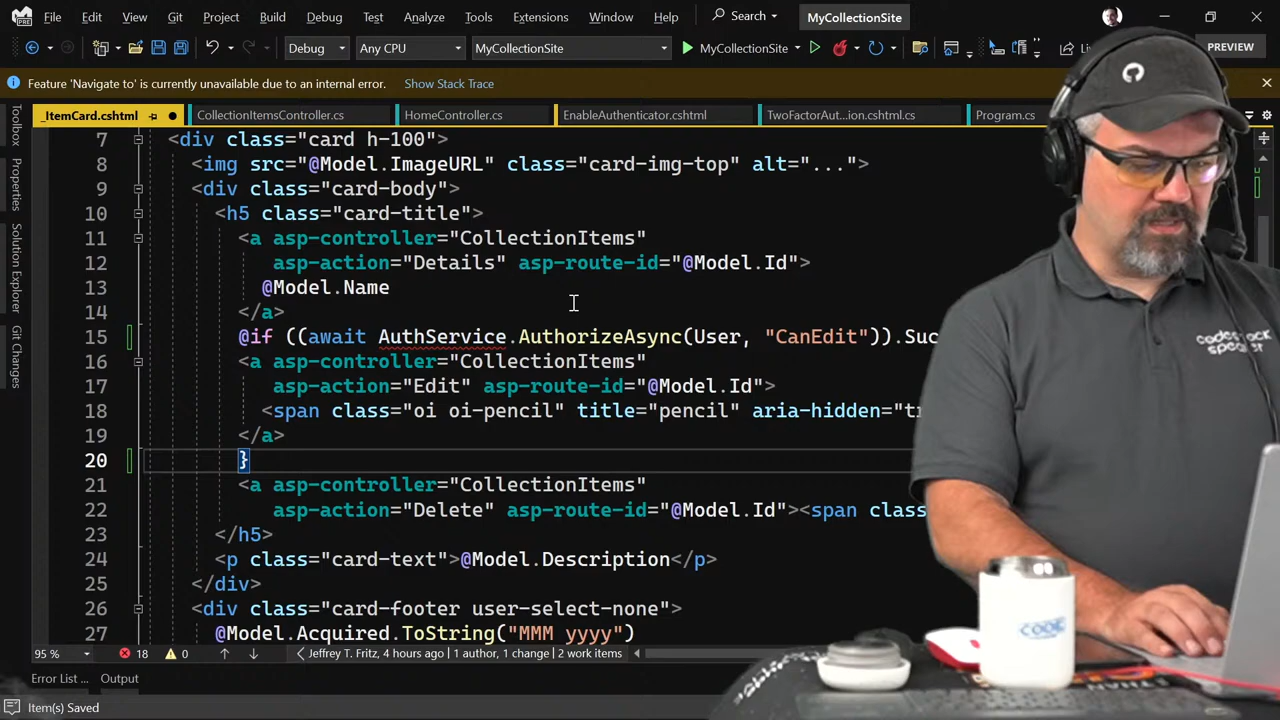 File Edit View Git Project Build Debug Test Analyze Tools Extensions Window Help Search MyCollectionSite
PRE
Debug Any CPU MyCollectionSite MyCollectionSite PREVIEW
Feature 'Navigate to' is currently unavailable due to an internal error. Show Stack Trace
_ItemCard.cshtml CollectionItemsController.cs HomeController.cs EnableAuthenticator.cshtml TwoFactorAut...ion.cshtml.cs Program.cs
Toolbox
Properties
Solution Explorer
Git Changes
7 <div class="card h-100">
8 <img src="@Model.ImageURL" class="card-img-top" alt="...">
9 <div class="card-body">
10 <h5 class="card-title">
11 <a asp-controller="CollectionItems"
12 asp-action="Details" asp-route-id="@Model.Id">
13 @Model.Name
14 </a>
15 @if ((await AuthService.AuthorizeAsync(User, "CanEdit")).Suc
16 <a asp-controller="CollectionItems"
17 asp-action="Edit" asp-route-id="@Model.Id">
18 <span class="oi oi-pencil" title="pencil" aria-hidden="t
19 </a>
20 }
21 <a asp-controller="CollectionItems"
22 asp-action="Delete" asp-route-id="@Model.Id"><span class
23 </h5>
24 <p class="card-text">@Model.Description</p>
25 </div>
26 <div class="card-footer user-select-none">
27 @Model.Acquired.ToString("MMM yyyy")
95 % 18 0 Jeffrey T. Fritz, 4 hours ago | 1 author, 1 change | 2 work items
Error List ... Output
Item(s) Saved
CODE